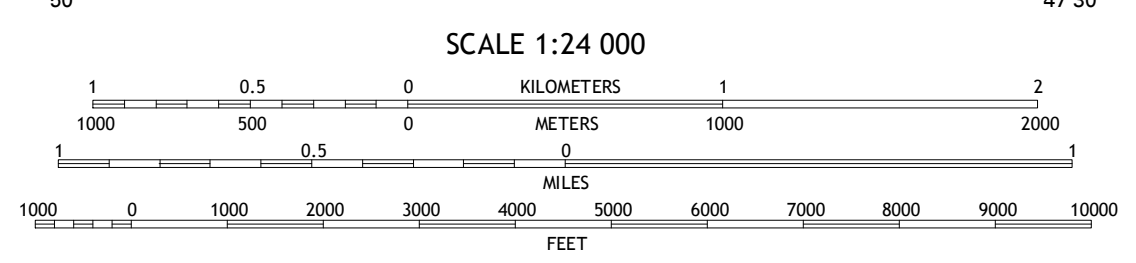 50 47'30"
SCALE 1:24 000
1 0.5 0 KILOMETERS 1 2
1000 500 0 METERS 1000 2000
1 0.5 0 1
MILES
1000 0 1000 2000 3000 4000 5000 6000 7000 8000 9000 10000
FEET